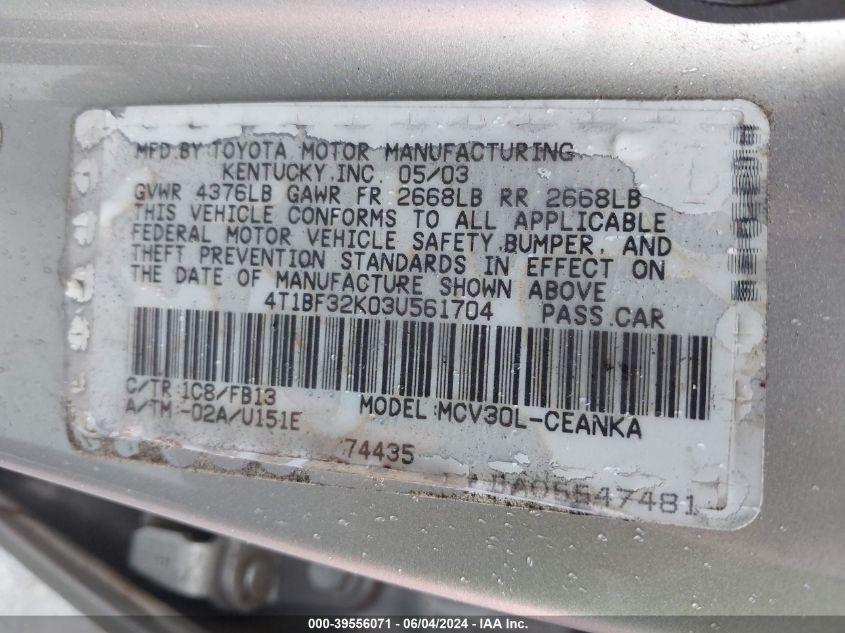 MFD.BY TOYOTA MOTOR MANUFACTURING
KENTUCKY,INC. 05/03
GVWR 4376LB GAWR FR 2668LB RR 2668LB
THIS VEHICLE CONFORMS TO ALL APPLICABLE
FEDERAL MOTOR VEHICLE SAFETY,BUMPER, AND
THEFT PREVENTION STANDARDS IN EFFECT ON
THE DATE OF MANUFACTURE SHOWN ABOVE
4T1BF32K03U561704 PASS.CAR
C/TR 1C8/FB13
A/TM -02A/U151E
MODEL:MCV30L-CEANKA
74435
000-39556071 - 06/04/2024 - IAA Inc.